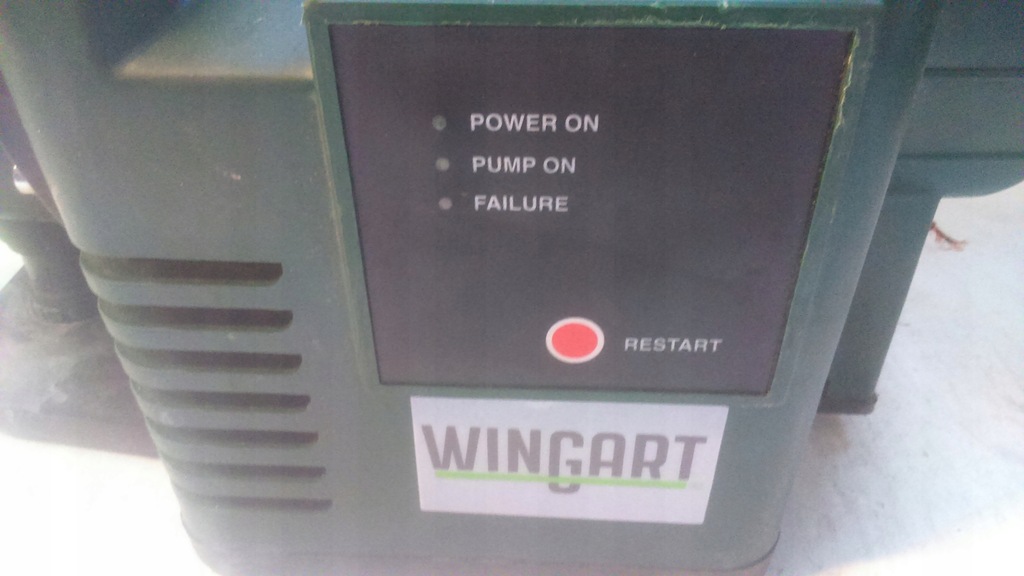 POWER ON
PUMP ON
FAILURE
RESTART
WINGART